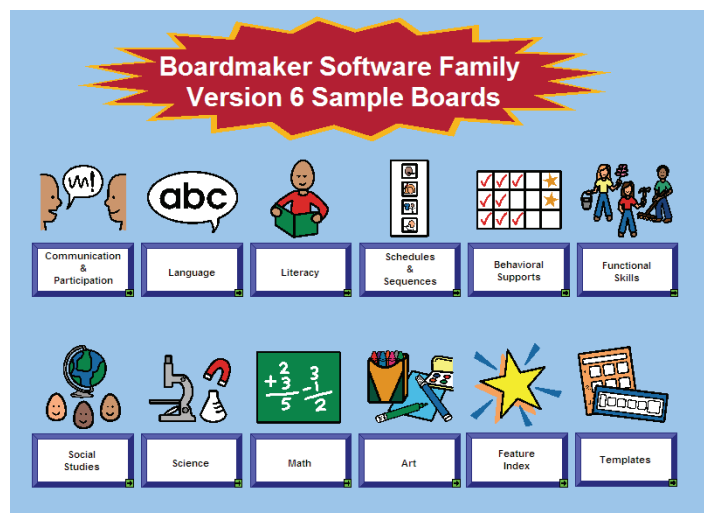 Boardmaker Software Family
Version 6 Sample Boards
un!
abc
Communication
&
Participation
Language
Literacy
Schedules
&
Sequences
Behavioral
Supports
Functional
Skills
2
+3
5
3
-1
2
Social
Studies
Science
Math
Art
Feature
Index
Templates